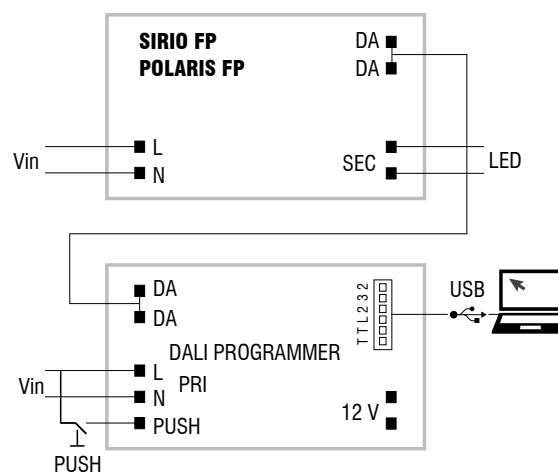 SIRIO FP
POLARIS FP
DA
DA
Vin
L
N
SEC
LED
DA
DA
TTL232
USB
DALI PROGRAMMER
Vin
L
PRI
N
12 V
PUSH
PUSH